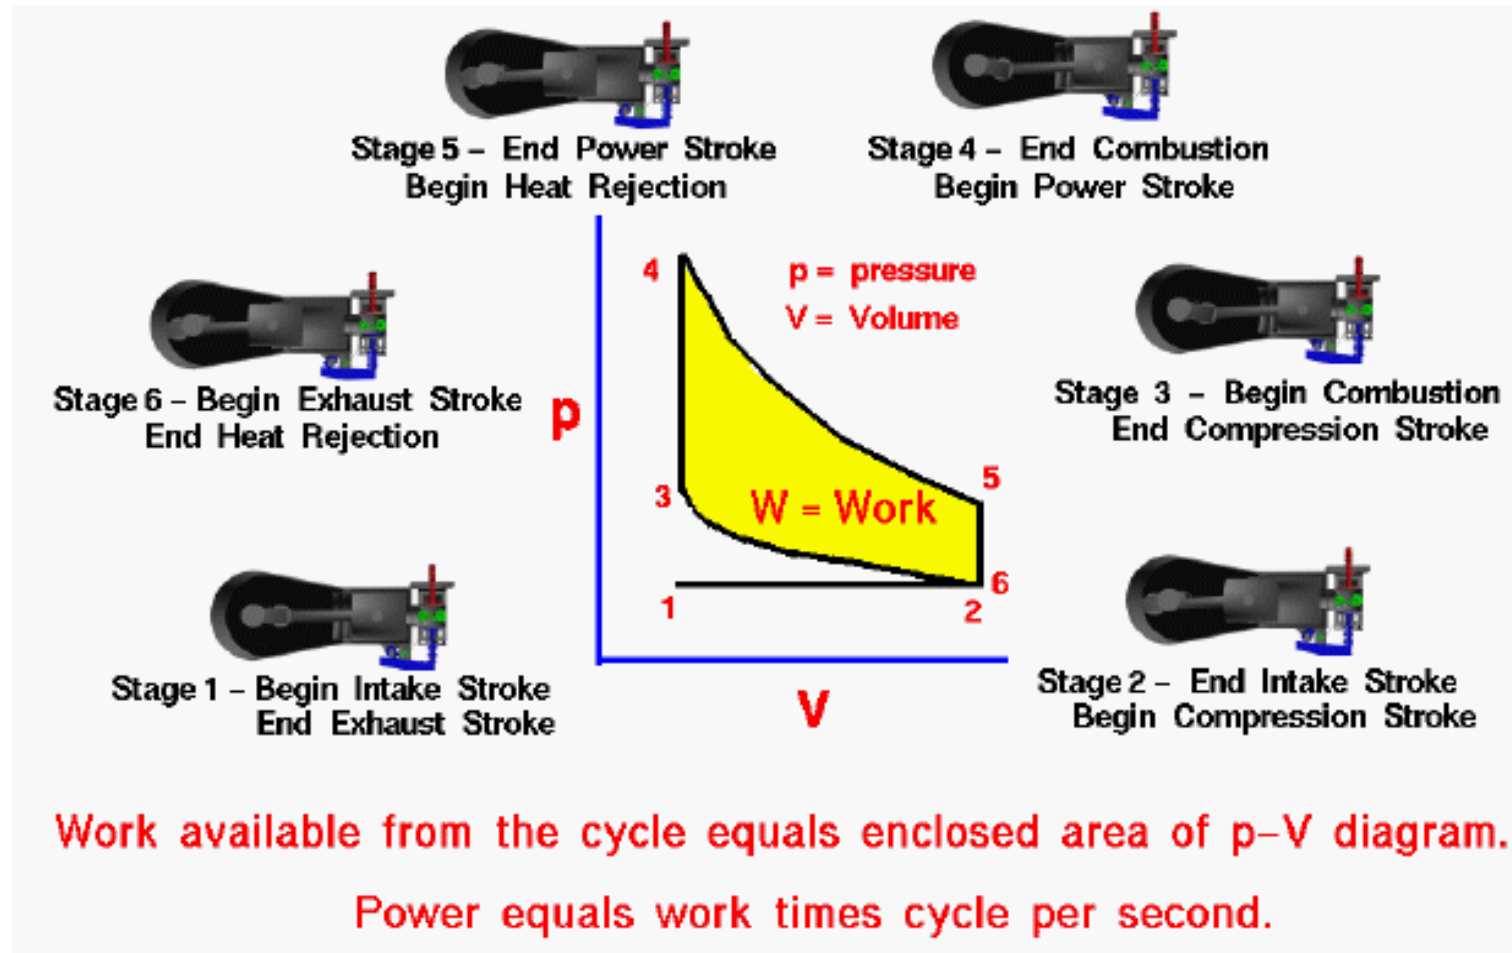 Stage 5 - End Power Stroke
Begin Heat Rejection
Stage 4 - End Combustion
Begin Power Stroke
4
p = pressure
V = Volume
Stage 6 - Begin Exhaust Stroke
End Heat Rejection
p
Stage 3 - Begin Combustion
End Compression Stroke
3
5
W = Work
6
1
2
Stage 1 - Begin Intake Stroke
End Exhaust Stroke
V
Stage 2 - End Intake Stroke
Begin Compression Stroke
Work available from the cycle equals enclosed area of p-V diagram.
Power equals work times cycle per second.